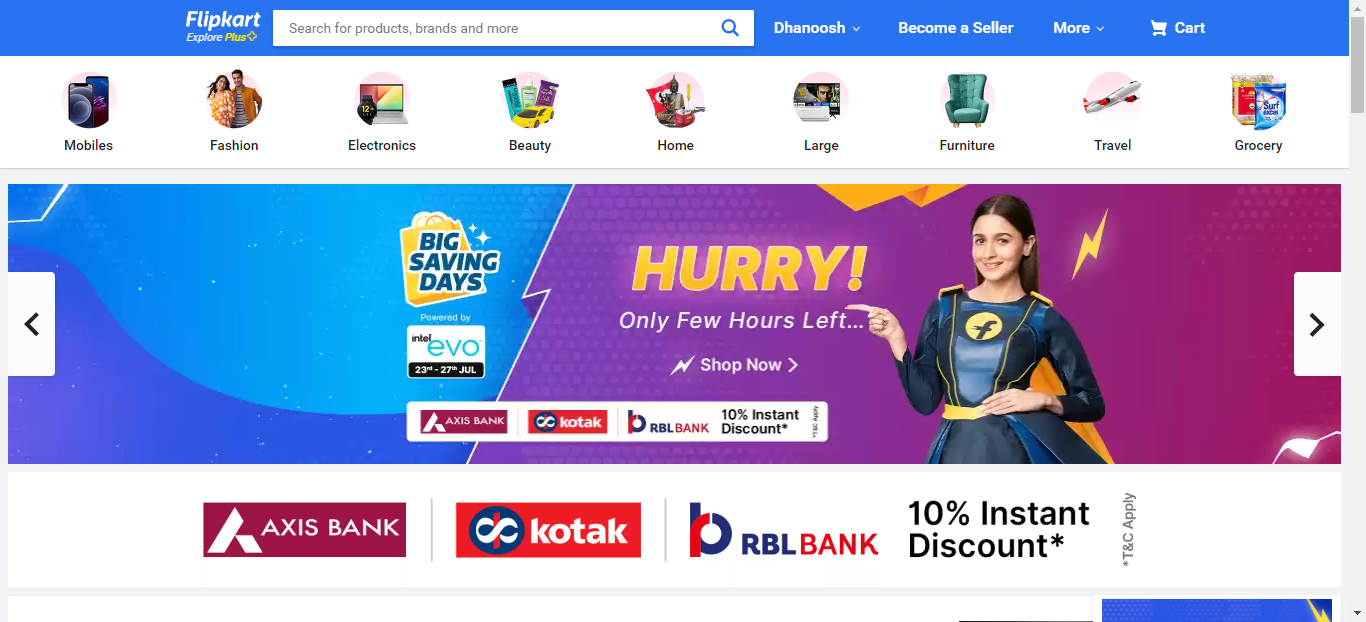 Flipkart
Explore Plus
Search for products, brands and more
Dhanoosh
Become a Seller
More
Cart
12
Surf
excel
Mobiles
Fashion
Electronics
Beauty
Home
Large
Furniture
Travel
Grocery
BIG
SAVING
DAYS
Powered by
intel
evo
23rd - 27th JUL
HURRY!
Only Few Hours Left...
Shop Now
AXIS BANK
kotak
RBL BANK
10% Instant
Discount*
*T&C Apply
AXIS BANK
kotak
RBL BANK
10% Instant
Discount*
*T&C Apply